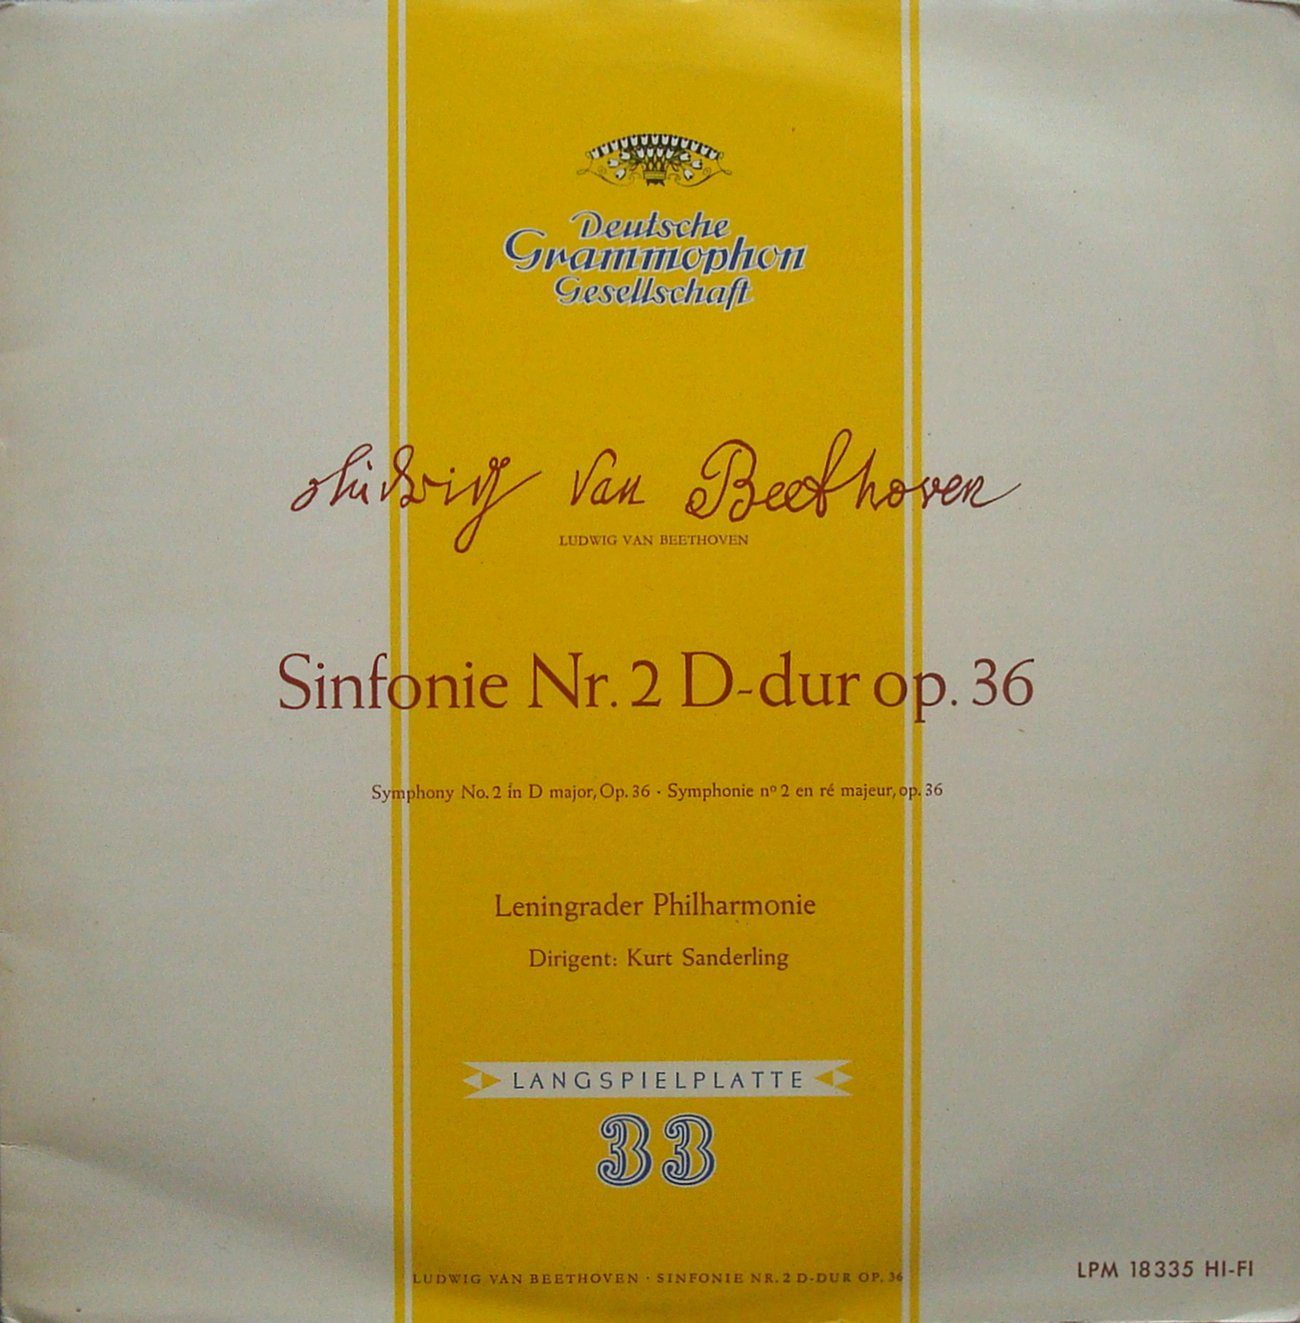 Deutsche
Grammophon
Gesellschaft
Ludwig van Beethoven
LUDWIG VAN BEETHOVEN
Sinfonie Nr. 2 D-dur op. 36
Symphony No. 2 in D major, Op. 36 · Symphonie nº 2 en ré majeur, op. 36
Leningrader Philharmonie
Dirigent: Kurt Sanderling
LANGSPIELPLATTE
33
LUDWIG VAN BEETHOVEN · SINFONIE NR. 2 D-DUR OP. 36
LPM 18335 HI-FI